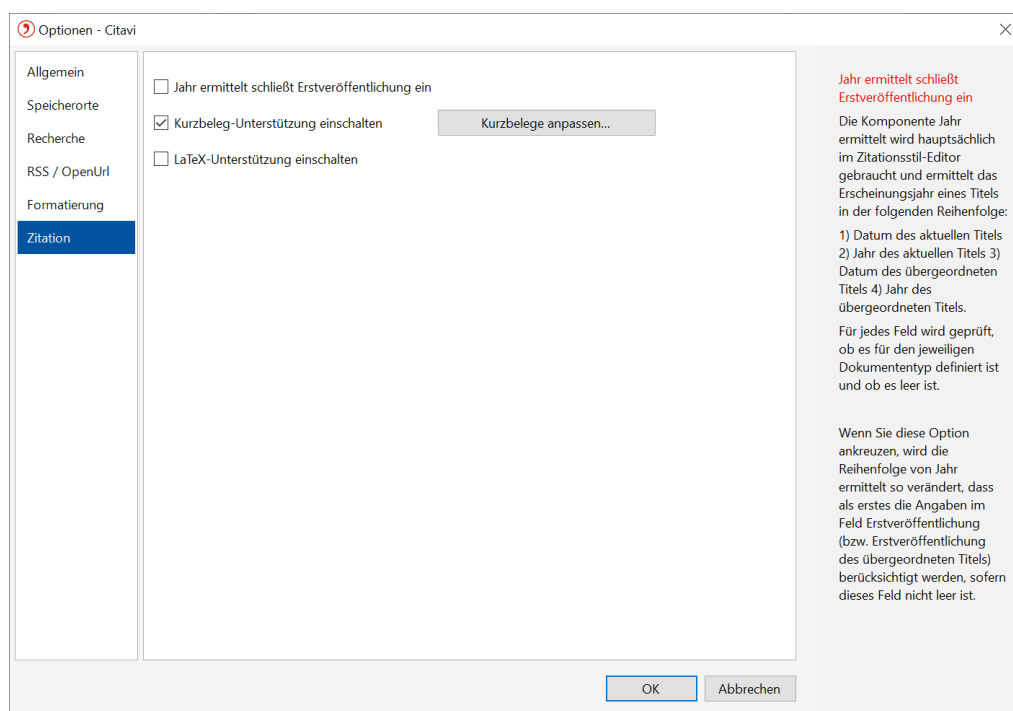 Optionen - Citavi
Allgemein
Speicherorte
Recherche
RSS / OpenUrl
Formatierung
Zitation
Jahr ermittelt schließt Erstveröffentlichung ein
Kurzbeleg-Unterstützung einschalten
Kurzbelege anpassen...
LaTeX-Unterstützung einschalten
Jahr ermittelt schließt
Erstveröffentlichung ein
Die Komponente Jahr
ermittelt wird hauptsächlich
im Zitationsstil-Editor
gebraucht und ermittelt das
Erscheinungsjahr eines Titels
in der folgenden Reihenfolge:
1) Datum des aktuellen Titels
2) Jahr des aktuellen Titels 3)
Datum des übergeordneten
Titels 4) Jahr des
übergeordneten Titels.
Für jedes Feld wird geprüft,
ob es für den jeweiligen
Dokumententyp definiert ist
und ob es leer ist.
Wenn Sie diese Option
ankreuzen, wird die
Reihenfolge von Jahr
ermittelt so verändert, dass
als erstes die Angaben im
Feld Erstveröffentlichung
(bzw. Erstveröffentlichung
des übergeordneten Titels)
berücksichtigt werden, sofern
dieses Feld nicht leer ist.
OK
Abbrechen